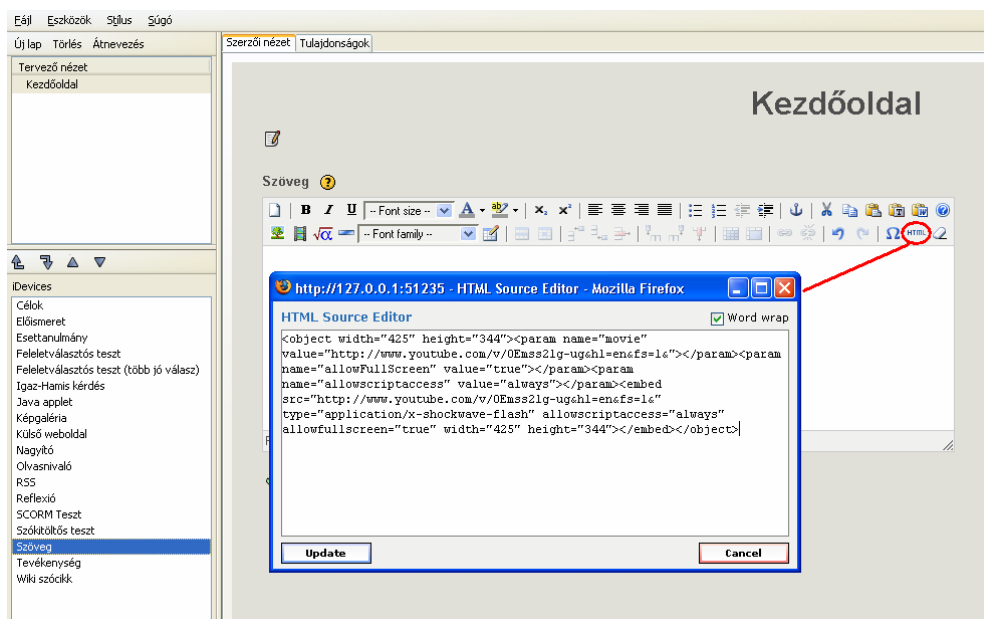 Fájl Eszközök Stílus Súgó
Új lap Törlés Átnevezés
Tervező nézet
Kezdőoldal
iDevices
Célok
Előismeret
Esettanulmány
Feleletválasztós teszt
Feleletválasztós teszt (több jó válasz)
Igaz-Hamis kérdés
Java applet
Képgaléria
Külső weboldal
Nagyító
Olvasnivaló
RSS
Reflexió
SCORM Teszt
Szókitöltős teszt
Szöveg
Tevékenység
Wiki szócikk
Szerzői nézet Tulajdonságok
Kezdőoldal
Szöveg ?
B I U -- Font size --
-- Font family -- HTML
http://127.0.0.1:51235 - HTML Source Editor - Mozilla Firefox
HTML Source Editor Word wrap
<object width="425" height="344"><param name="movie"
value="http://www.youtube.com/v/OEmss2lg-ug&hl=en&fs=1&"></param><param
name="allowFullScreen" value="true"></param><param
name="allowscriptaccess" value="always"></param><embed
src="http://www.youtube.com/v/OEmss2lg-ug&hl=en&fs=1&"
type="application/x-shockwave-flash" allowscriptaccess="always"
allowfullscreen="true" width="425" height="344"></embed></object>
Update Cancel